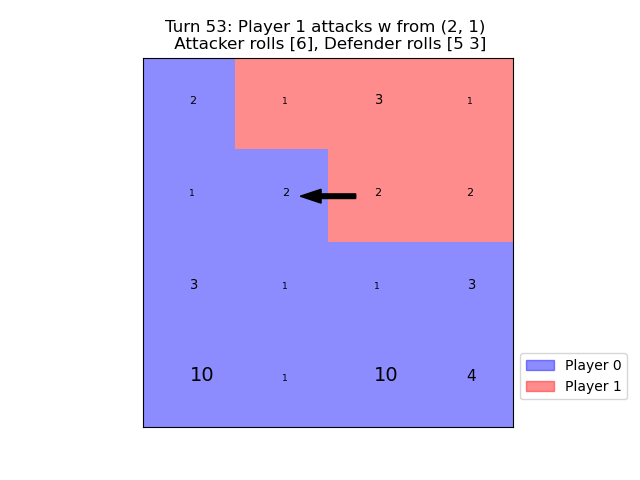 Turn 53: Player 1 attacks w from (2, 1)
Attacker rolls [6], Defender rolls [5 3]
2 1 3 1
1 2 2 2
3 1 1 3
10 1 10 4
Player 0
Player 1